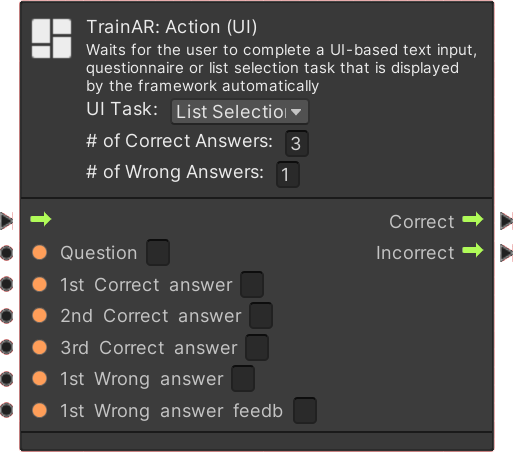 TrainAR: Action (UI)
Waits for the user to complete a UI-based text input,
questionnaire or list selection task that is displayed
by the framework automatically
UI Task: List Selectio
# of Correct Answers: 3
# of Wrong Answers: 1
Correct
Question Incorrect
1st Correct answer
2nd Correct answer
3rd Correct answer
1st Wrong answer
1st Wrong answer feedb